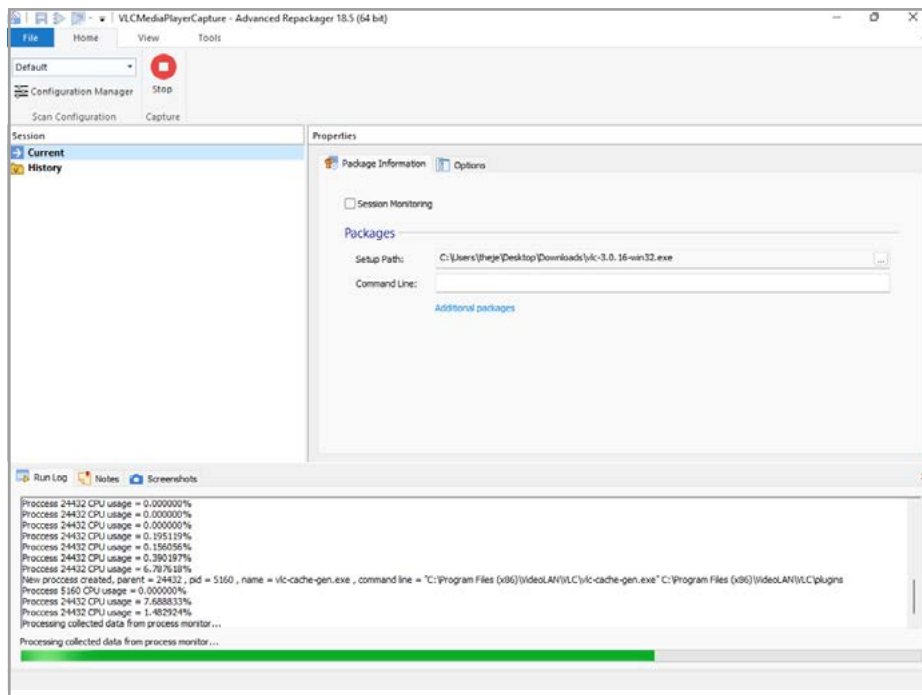 VLCMediaPlayerCapture - Advanced Repackager 18.5 (64 bit)
File Home View Tools
Default
Configuration Manager
Stop
Scan Configuration Capture
Session
Current
History
Properties
Package Information Options
Session Monitoring
Packages
Setup Path: C:\Users\theje\Desktop\Downloads\vlc-3.0.16-win32.exe ...
Command Line:
Additional packages
Run Log Notes Screenshots
Proccess 24432 CPU usage = 0.000000%
Proccess 24432 CPU usage = 0.000000%
Proccess 24432 CPU usage = 0.000000%
Proccess 24432 CPU usage = 0.195119%
Proccess 24432 CPU usage = 0.156056%
Proccess 24432 CPU usage = 0.390197%
Proccess 24432 CPU usage = 6.787618%
New proccess created, parent = 24432 , pid = 5160 , name = vlc-cache-gen.exe , command line = "C:\Program Files (x86)\VideoLAN\VLC\vlc-cache-gen.exe" C:\Program Files (x86)\VideoLAN\VLC\plugins
Proccess 5160 CPU usage = 0.000000%
Proccess 24432 CPU usage = 7.688833%
Proccess 24432 CPU usage = 1.482924%
Processing collected data from process monitor...
Processing collected data from process monitor...